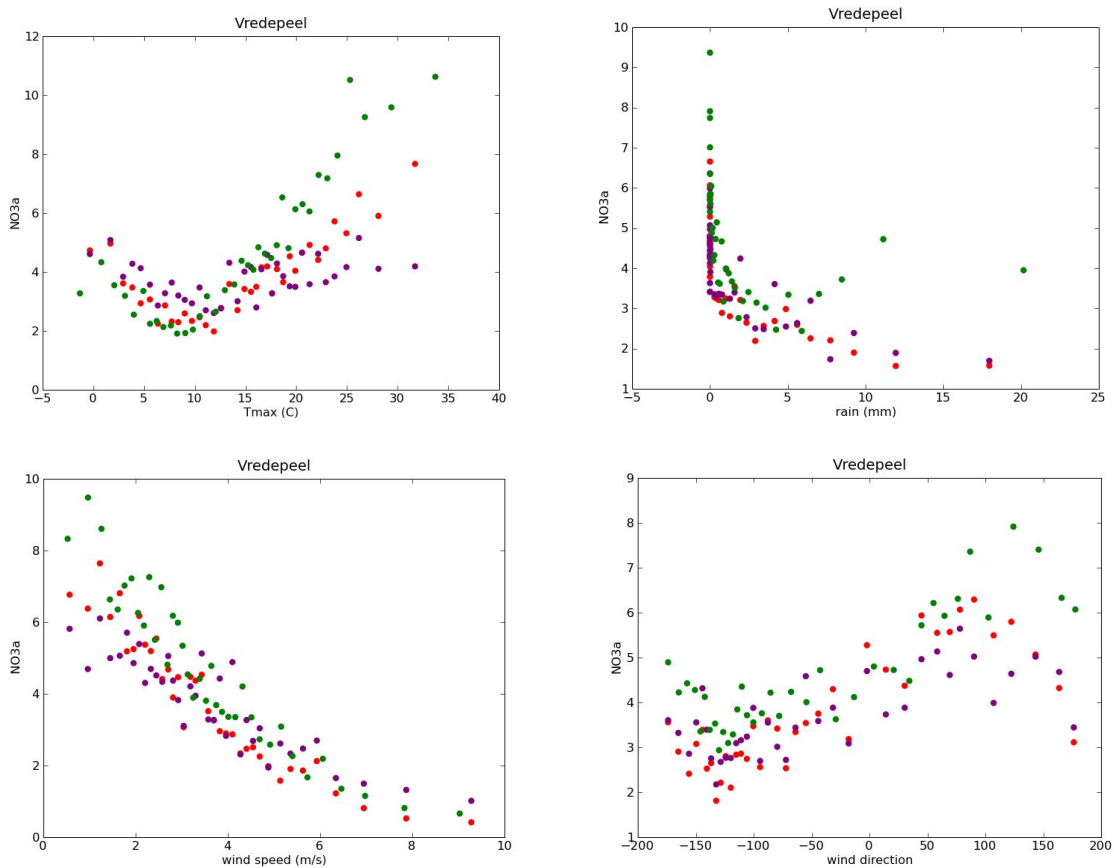 Vredepeel
12
10
8
6
4
2
0
NO3a
−5 0 5 10 15 20 25 30 35 40
Tmax (C)
Vredepeel
10
9
8
7
6
5
4
3
2
1
NO3a
−5 0 5 10 15 20 25
rain (mm)
Vredepeel
10
8
6
4
2
0
NO3a
0 2 4 6 8 10
wind speed (m/s)
Vredepeel
9
8
7
6
5
4
3
2
1
NO3a
−200 −150 −100 −50 0 50 100 150 200
wind direction